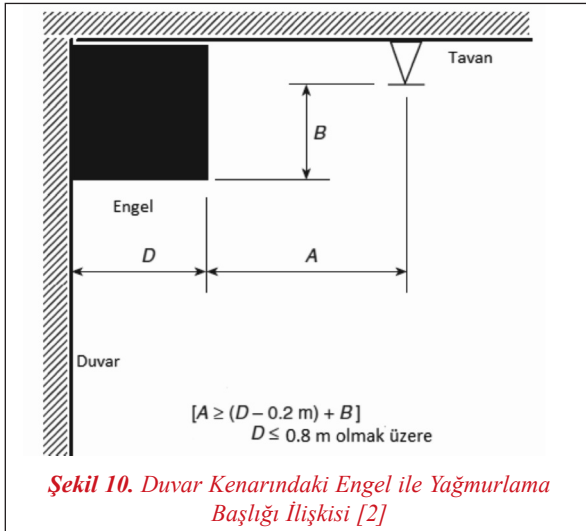 Tavan
B
Engel
D
A
Duvar
[A ≥ (D – 0.2 m) + B]
D ≤ 0.8 m olmak üzere
Şekil 10. Duvar Kenarındaki Engel ile Yağmurlama
Başlığı İlişkisi [2]